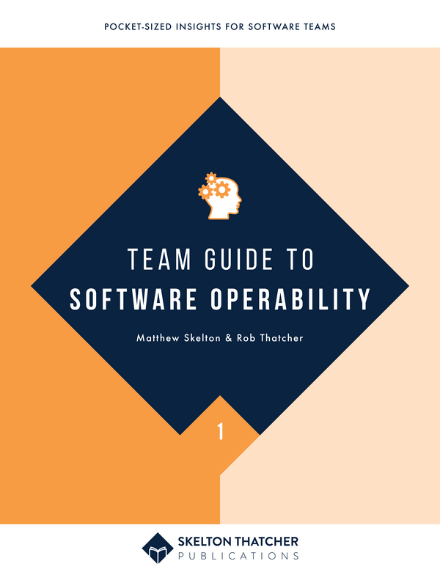 POCKET-SIZED INSIGHTS FOR SOFTWARE TEAMS
TEAM GUIDE TO
SOFTWARE OPERABILITY
Matthew Skelton & Rob Thatcher
1
SKELTON THATCHER
PUBLICATIONS